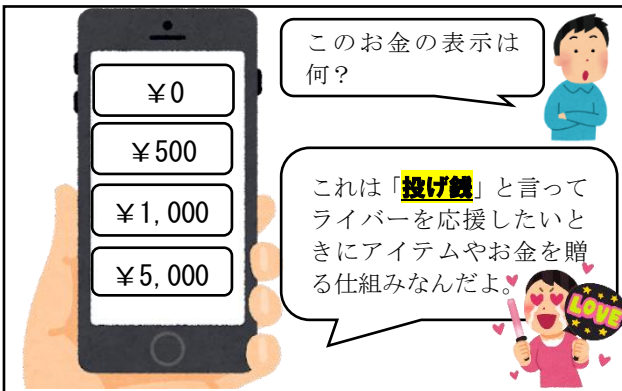 ¥0
¥500
¥1,000
¥5,000
このお金の表示は
何?
これは「投げ銭」と言って
ライバーを応援したいと
きにアイテムやお金を贈
る仕組みなんだよ。
LOVE